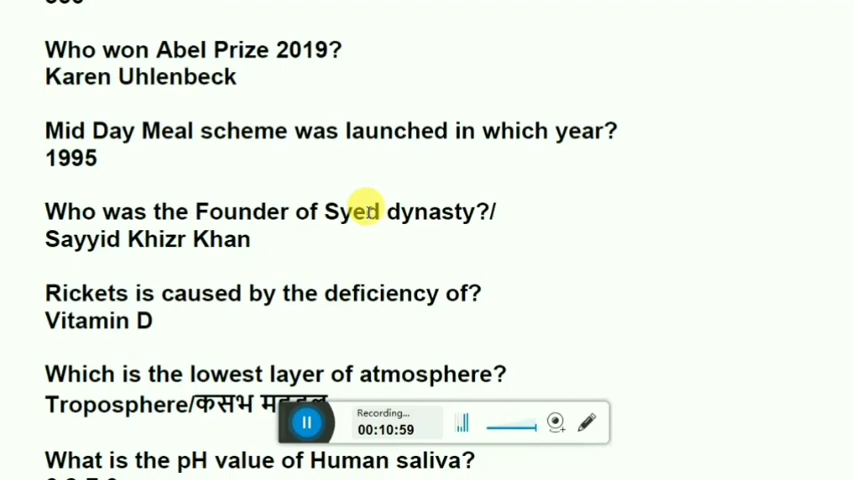 Who won Abel Prize 2019?
Karen Uhlenbeck
Mid Day Meal scheme was launched in which year?
1995
Who was the Founder of Syed dynasty?/
Sayyid Khizr Khan
Rickets is caused by the deficiency of?
Vitamin D
Which is the lowest layer of atmosphere?
Troposphere/कसभ
Recording...
00:10:59
What is the pH value of Human saliva?